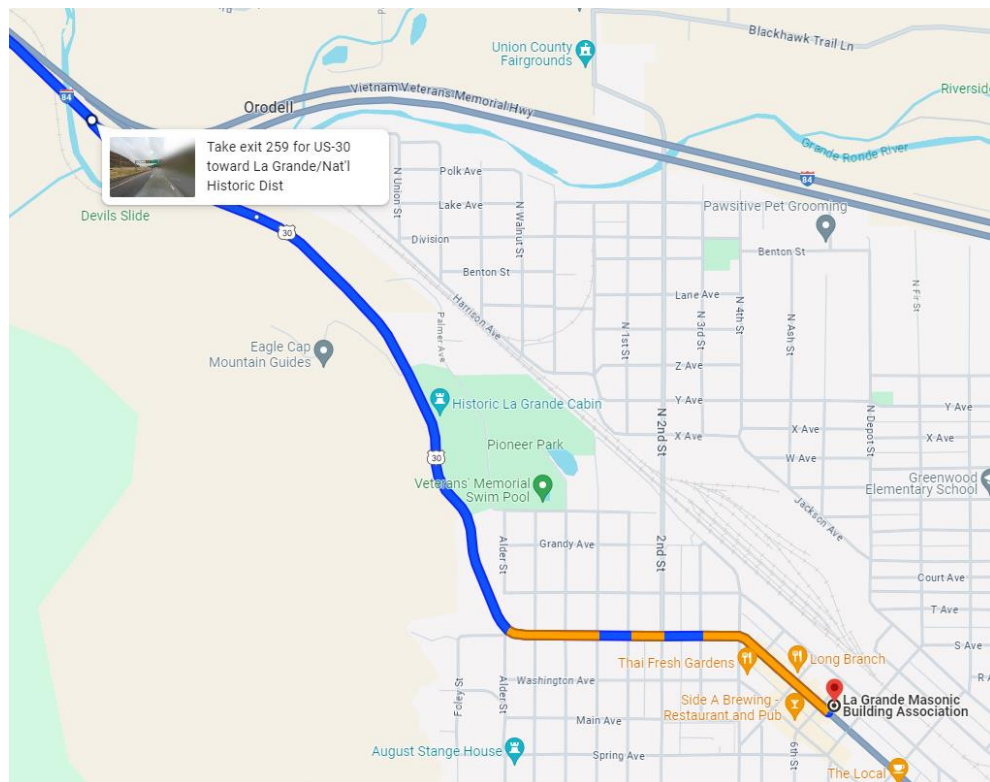 Blackhawk Trail Ln
Union County
Fairgrounds
84
Vietnam Veterans Memorial Hwy
Orodell
Riverside
Grande Ronde River
84
Take exit 259 for US-30
toward La Grande/Nat'l
Historic Dist
N Union St
Polk Ave
Lake Ave
N Walnut St
Division
Benton St
Pawsitive Pet Grooming
Benton St
Devils Slide
30
Harrison Ave
Palmer Ave
Lane Ave
N 1st St
N 3rd St
N 4th St
N Ash St
N Fir St
Eagle Cap
Mountain Guides
Z Ave
Historic La Grande Cabin
Y Ave
Y Ave
N 2nd St
N Depot St
X Ave
X Ave
X Ave
Pioneer Park
30
W Ave
Veterans' Memorial
Swim Pool
Greenwood
Elementary School
Jackson Ave
Alder St
Grandy Ave
2nd St
Court Ave
T Ave
S Ave
Thai Fresh Gardens
Long Branch
R A
Foley St
Alder St
Washington Ave
Side A Brewing -
Restaurant and Pub
La Grande Masonic
Building Association
Main Ave
6th St
August Stange House
Spring Ave
The Local